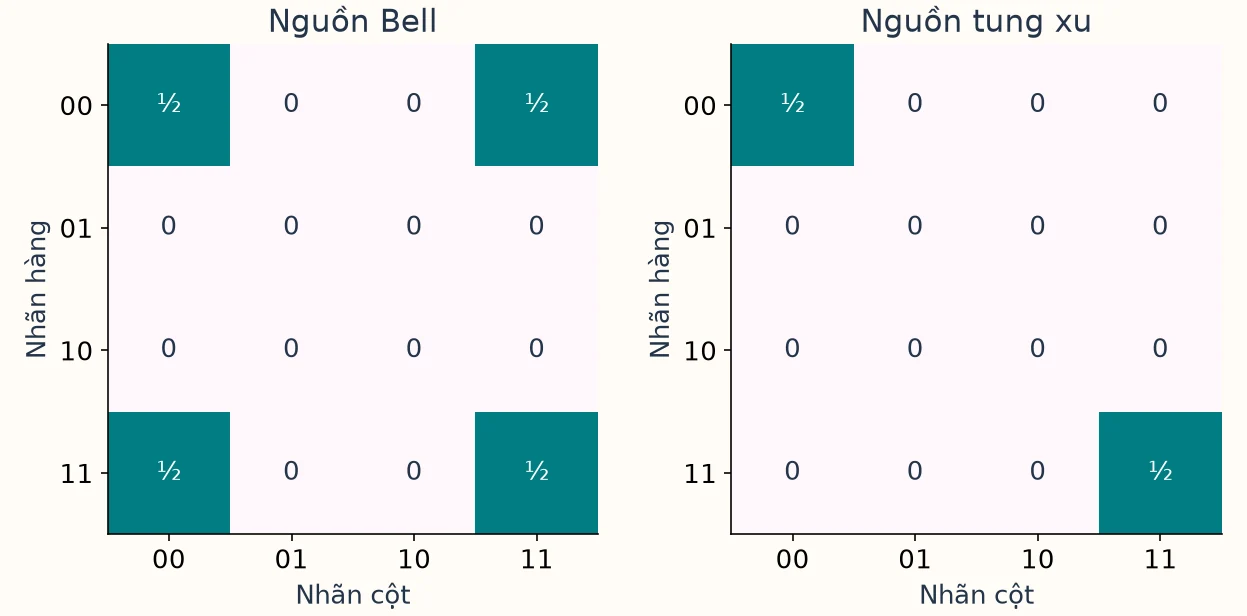 Nguồn Bell
Nhãn hàng
00 ½ 0 0 ½
01 0 0 0 0
10 0 0 0 0
11 ½ 0 0 ½
00 01 10 11
Nhãn cột
Nguồn tung xu
Nhãn hàng
00 ½ 0 0 0
01 0 0 0 0
10 0 0 0 0
11 0 0 0 ½
00 01 10 11
Nhãn cột